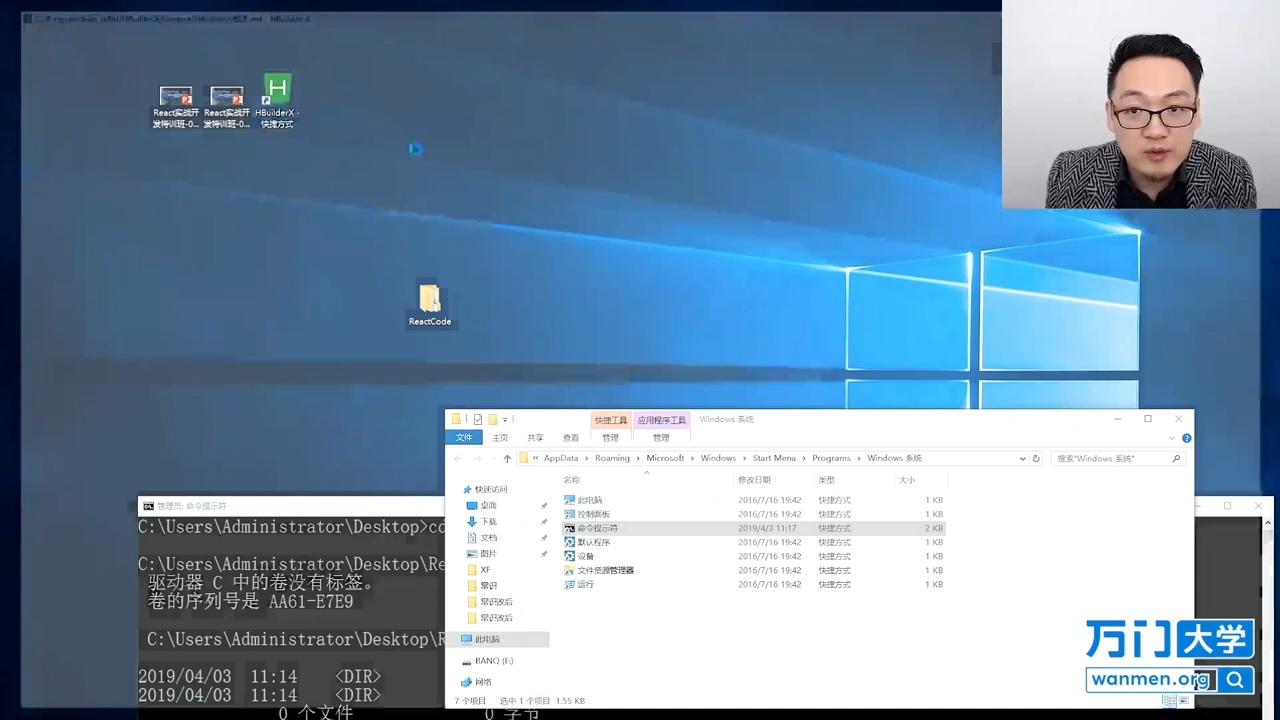 React实战开 React实战开 HBuilderX -
发特训班-0... 发特训班-0... 快捷方式
ReactCode
快捷工具 应用程序工具 Windows 系统
文件 主页 共享 查看 管理 管理
« AppData › Roaming › Microsoft › Windows › Start Menu › Programs › Windows 系统
搜索"Windows 系统"
名称 修改日期 类型 大小
快速访问
桌面
下载
文档
图片
XF
常识
常识改后
常识改后
此电脑
BANQ (F:)
网络
此电脑 2016/7/16 19:42 快捷方式 1 KB
控制面板 2016/7/16 19:42 快捷方式 1 KB
命令提示符 2019/4/3 11:17 快捷方式 2 KB
默认程序 2016/7/16 19:42 快捷方式 1 KB
设备 2016/7/16 19:42 快捷方式 1 KB
文件资源管理器 2016/7/16 19:42 快捷方式 1 KB
运行 2016/7/16 19:42 快捷方式 1 KB
7 个项目 选中 1 个项目 1.55 KB
管理员: 命令提示符
C:\Users\Administrator\Desktop>cd
C:\Users\Administrator\Desktop\Re
驱动器 C 中的卷没有标签。
卷的序列号是 AA61-E7E9
C:\Users\Administrator\Desktop\R
2019/04/03 11:14 <DIR>
2019/04/03 11:14 <DIR>
0 个文件 0 字节
万门大学
wanmen.org